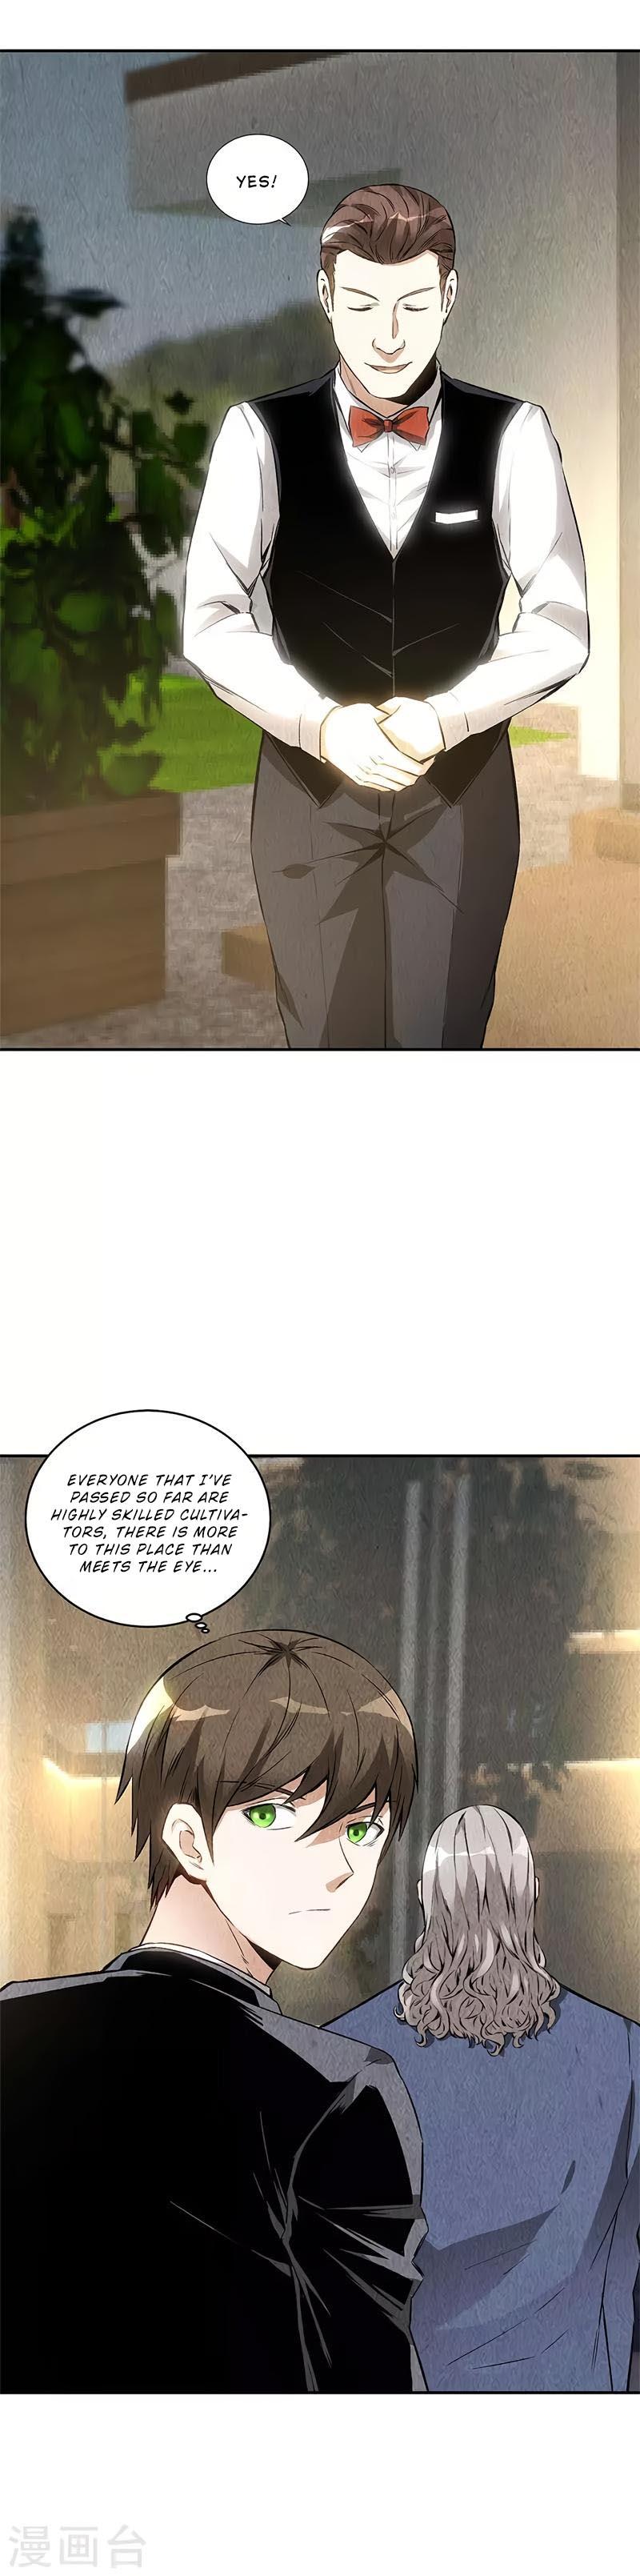 YES!
EVERYONE THAT I'VE
PASSED SO FAR ARE
HIGHLY SKILLED CULTIVA-
TORS, THERE IS MORE
TO THIS PLACE THAN
MEETS THE EYE...
漫画台